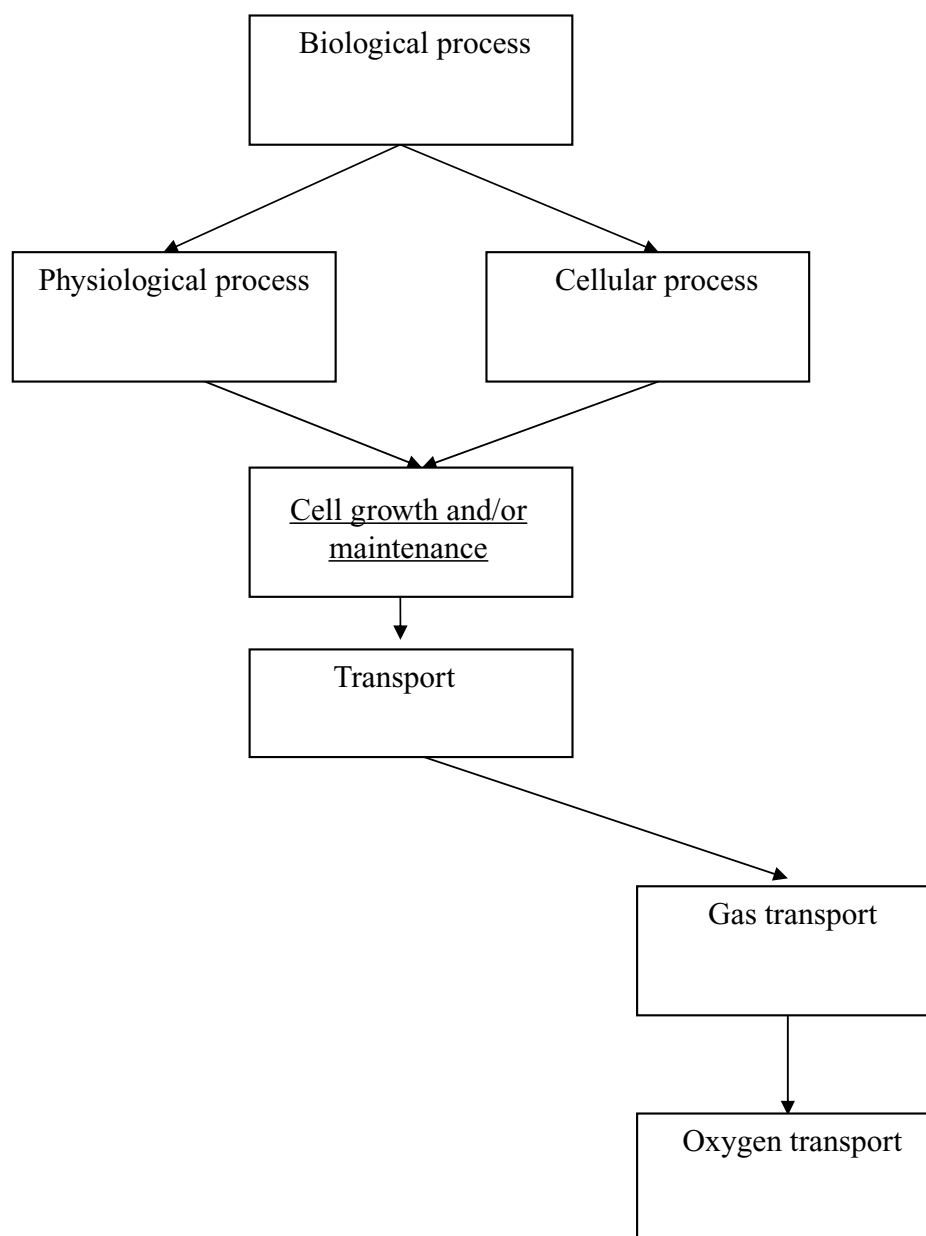 Biological process
Physiological process
Cellular process
Cell growth and/or
maintenance
Transport
Gas transport
Oxygen transport